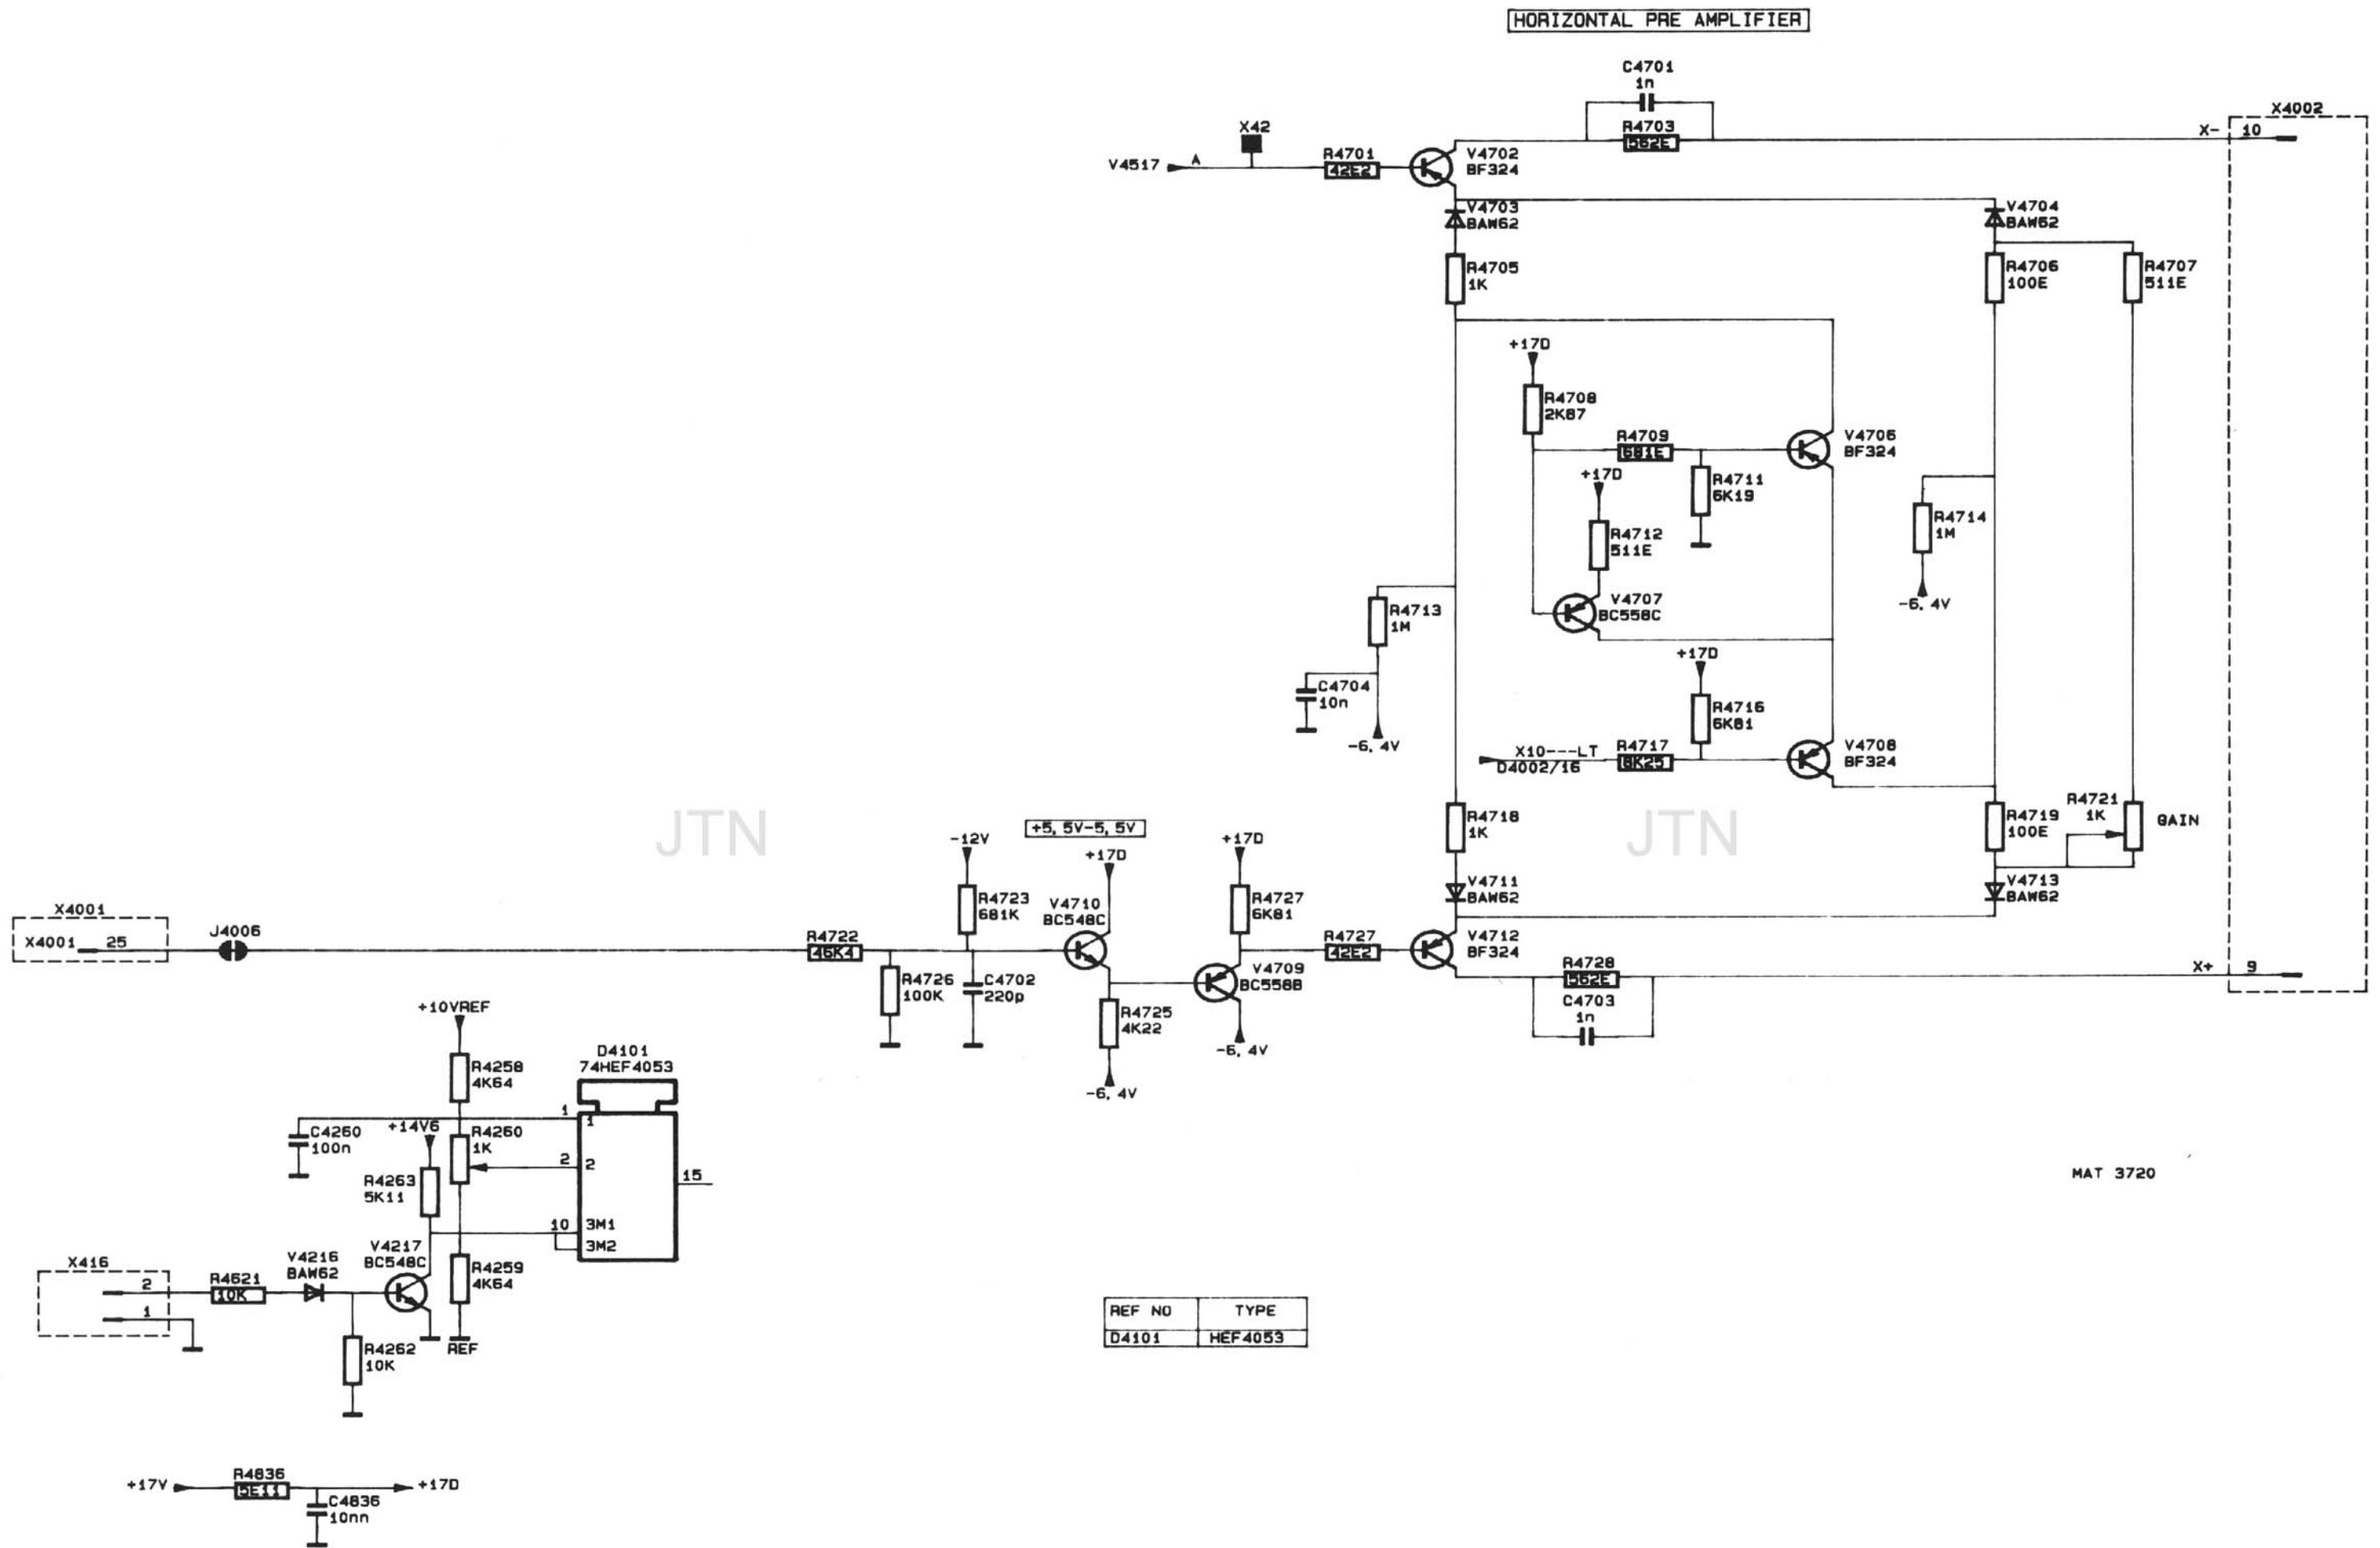 HORIZONTAL PRE AMPLIFIER
C4701
1n
X4002
X42
R4703
562E
X- 10
V4517
A
R4701
42E2
V4702
BF324
V4703
BAW62
V4704
BAW62
R4705
1K
R4706
100E
R4707
511E
+17D
R4708
2K87
R4709
681E
V4706
BF324
+17D
R4711
6K19
R4712
511E
R4714
1M
-6,4V
V4707
BC558C
R4713
1M
+17D
C4704
10n
R4716
6K81
-6,4V
X10---LT
D4002/16
R4717
8K25
V4708
BF324
JTN
JTN
+5,5V-5,5V
R4718
1K
R4719
100E
R4721
1K
GAIN
-12V
+17D
+17D
R4723
681K
V4710
BC548C
R4727
6K81
V4711
BAW62
V4713
BAW62
X4001
X4001 25
J4006
R4722
46K4
R4727
42E2
V4712
BF324
R4726
100K
C4702
220p
V4709
BC558B
R4728
562E
X+ 9
R4725
4K22
C4703
1n
-6,4V
-6,4V
+10VREF
R4258
4K64
D4101
74HEF4053
1
1
C4260
100n
+14V6
R4260
1K
2
2
15
R4263
5K11
10
3M1
3M2
MAT 3720
X416
2
1
R4621
10K
V4216
BAW62
V4217
BC548C
R4259
4K64
R4262
10K
REF
REF NO TYPE
D4101 HEF4053
+17V
R4836
5E11
+17D
C4836
10nn